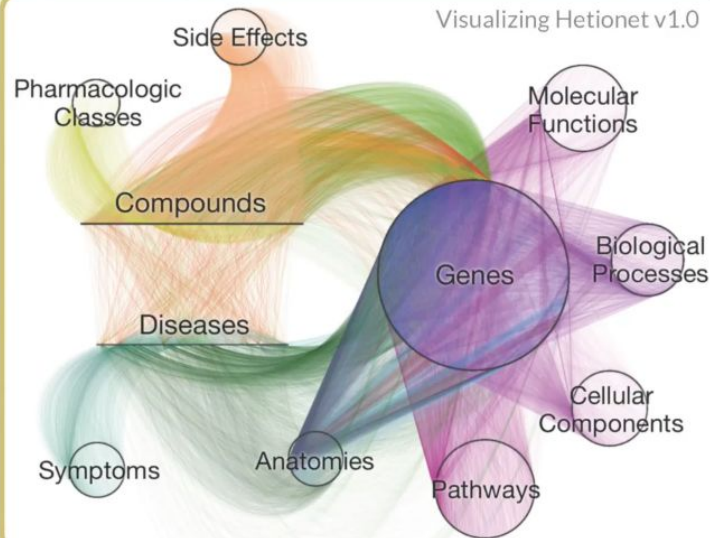 Visualizing Hetionet v1.0
Side Effects
Pharmacologic
Classes
Molecular
Functions
Compounds
Genes
Biological
Processes
Diseases
Cellular
Components
Symptoms
Anatomies
Pathways